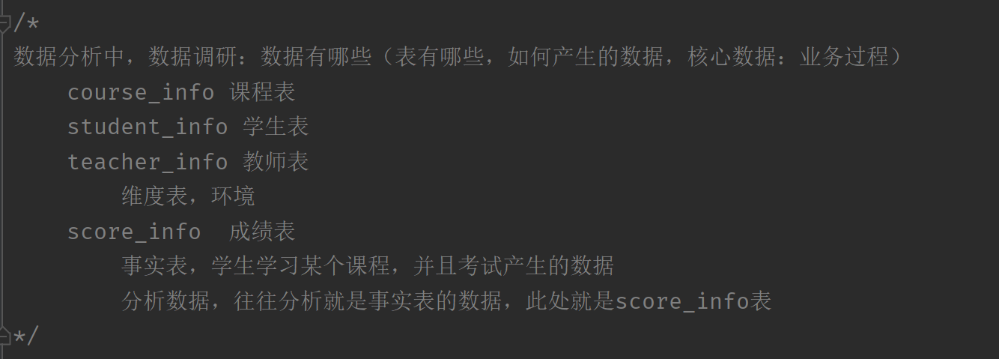 /*
数据分析中，数据调研：数据有哪些（表有哪些，如何产生的数据，核心数据：业务过程）
course_info 课程表
student_info 学生表
teacher_info 教师表
维度表，环境
score_info  成绩表
事实表，学生学习某个课程，并且考试产生的数据
分析数据，往往分析就是事实表的数据，此处就是score_info表
*/